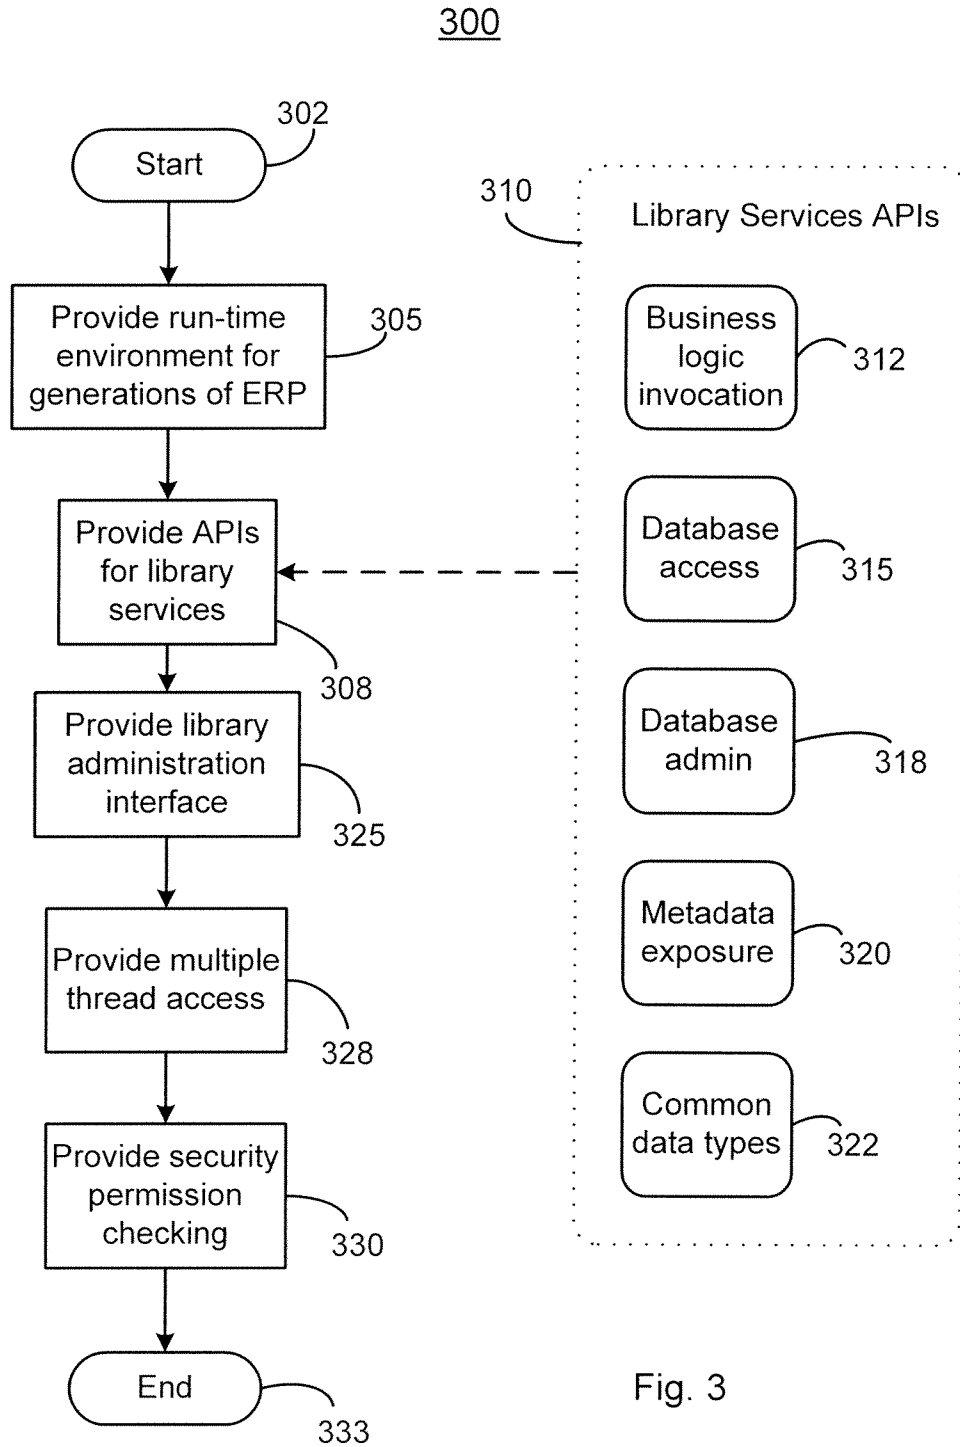 300
302
Start
305
Provide run-time
environment for
generations of ERP
Provide APIs
for library
services
308
Provide library
administration
interface
325
Provide multiple
thread access
328
Provide security
permission
checking
330
End
333
310
Library Services APIs
Business
logic
invocation
312
Database
access
315
Database
admin
318
Metadata
exposure
320
Common
data types
322
Fig. 3